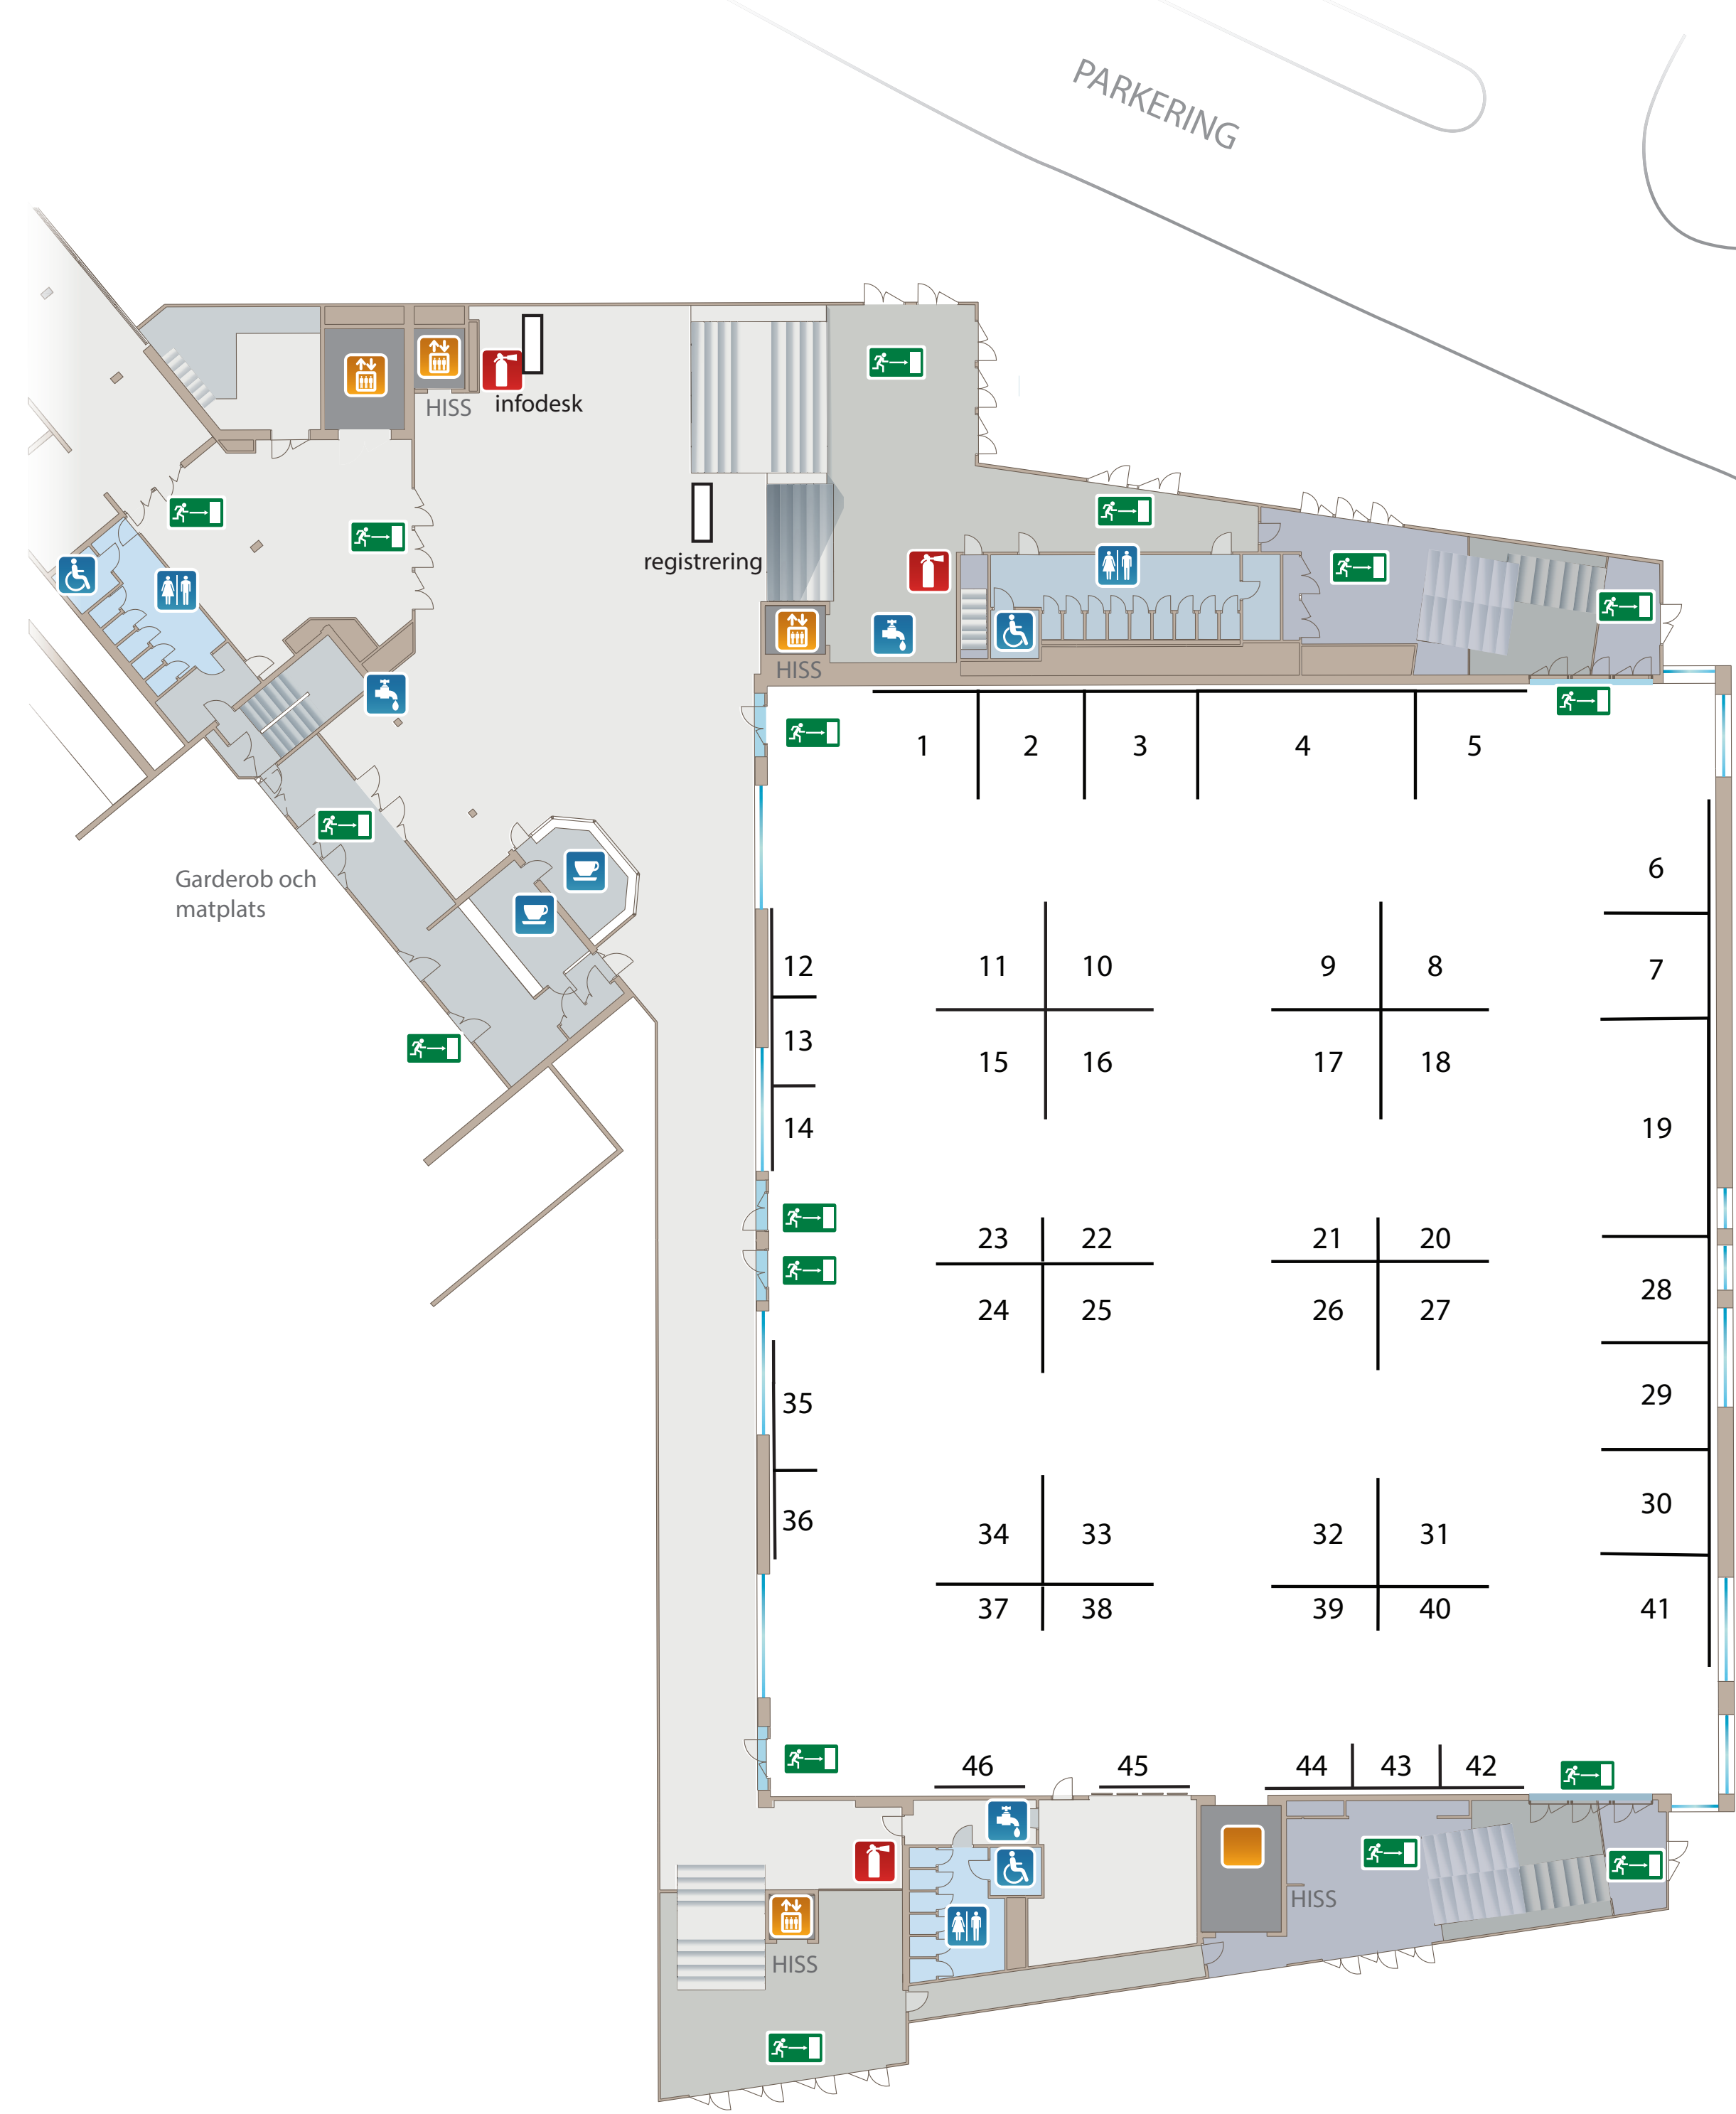 PARKERING
HISS
infodesk
registrering
HISS
1 2 3 4 5
Garderob och
matplats
6
12 11 10 9 8 7
13
15 16 17 18
14 19
23 22 21 20
28
24 25 26 27
35 29
36 34 33 32 31 30
37 38 39 40 41
46 45 44 43 42
HISS
HISS